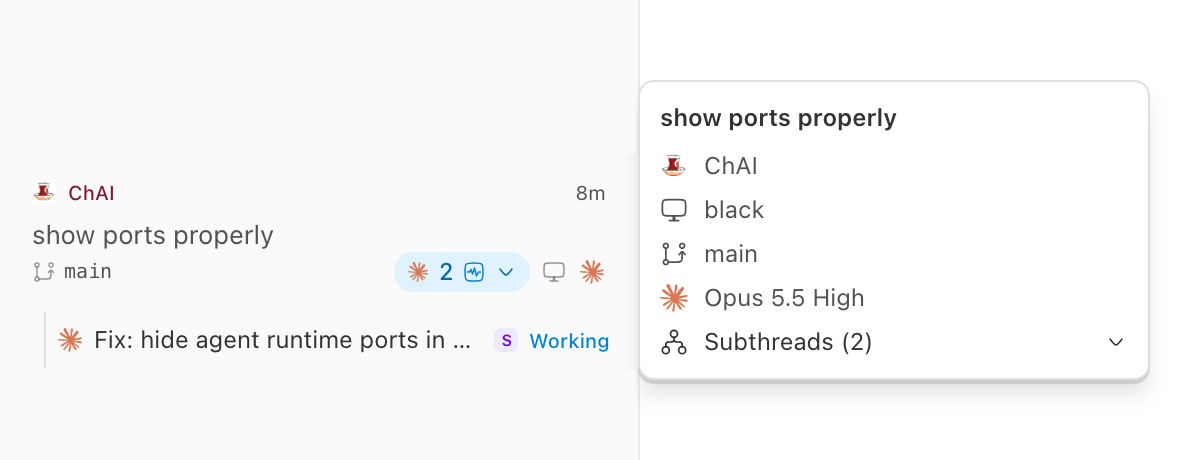 ChAI 8m
show ports properly
main 2
Fix: hide agent runtime ports in ... S Working
show ports properly
ChAI
black
main
Opus 5.5 High
Subthreads (2)